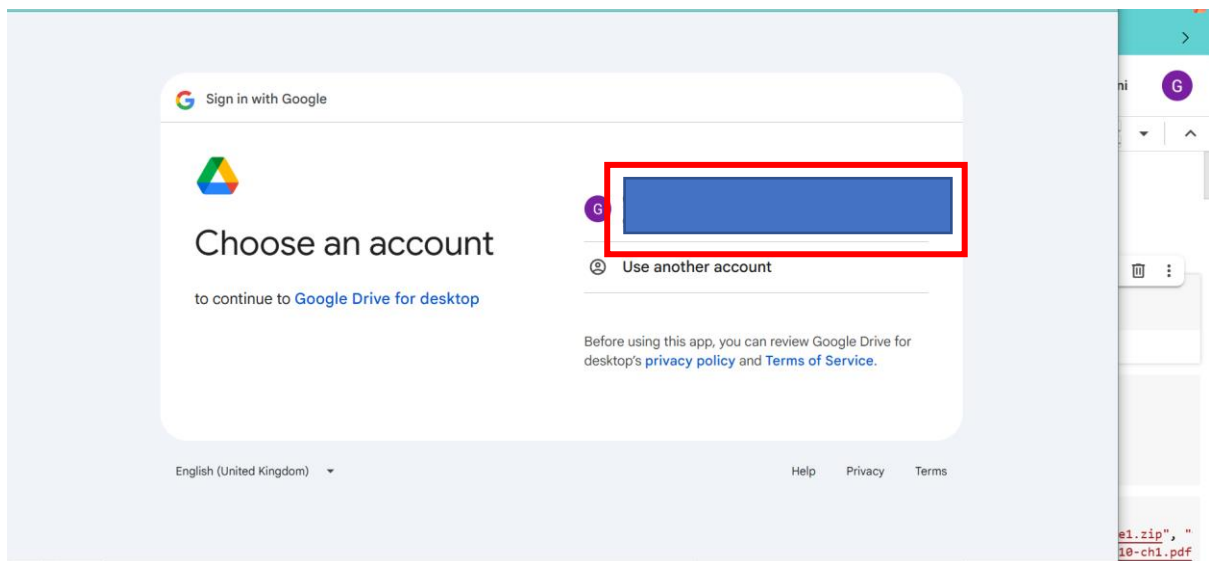 ni
G
Sign in with Google
G
Choose an account
Use another account
to continue to Google Drive for desktop
Before using this app, you can review Google Drive for
desktop's privacy policy and Terms of Service.
English (United Kingdom)
Help Privacy Terms
e1.zip", "
10-ch1.pdf